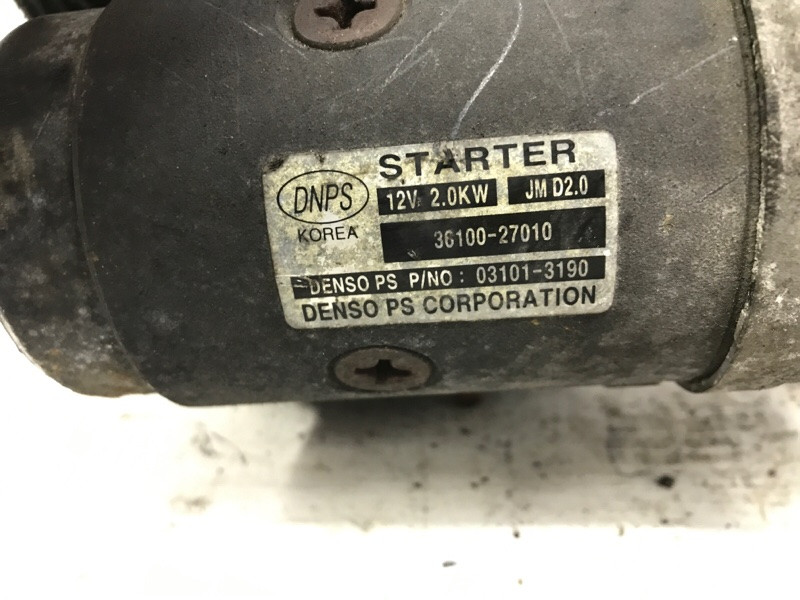 STARTER
DNPS
12V 2.0KW JM D2.0
KOREA
36100-27010
DENSO PS P/NO : 03101-3190
DENSO PS CORPORATION